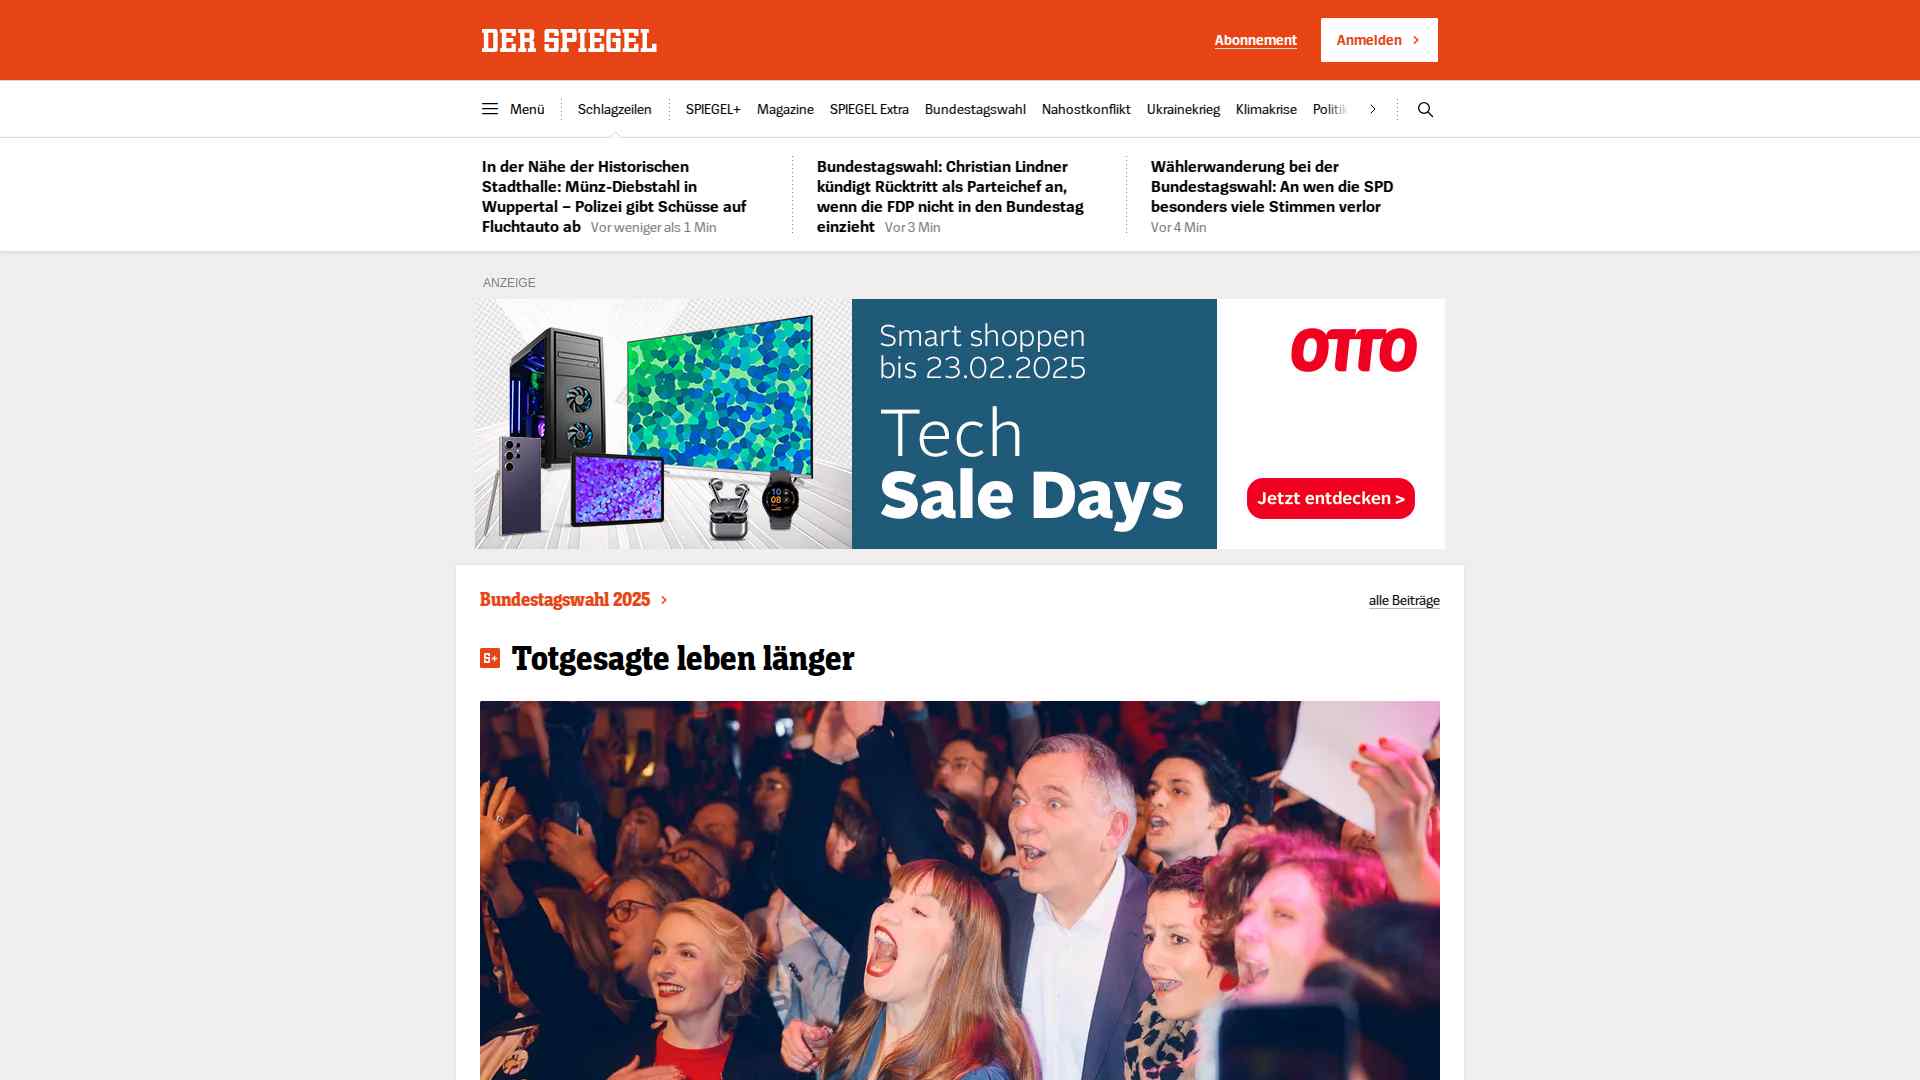 DER SPIEGEL
Abonnement
Anmelden
Menü
Schlagzeilen
SPIEGEL+
Magazine
SPIEGEL Extra
Bundestagswahl
Nahostkonflikt
Ukrainekrieg
Klimakrise
Politik
In der Nähe der Historischen
Stadthalle: Münz-Diebstahl in
Wuppertal – Polizei gibt Schüsse auf
Fluchtauto ab Vor weniger als 1 Min
Bundestagswahl: Christian Lindner
kündigt Rücktritt als Parteichef an,
wenn die FDP nicht in den Bundestag
einzieht Vor 3 Min
Wählerwanderung bei der
Bundestagswahl: An wen die SPD
besonders viele Stimmen verlor
Vor 4 Min
ANZEIGE
Smart shoppen
bis 23.02.2025
Tech
Sale Days
OTTO
Jetzt entdecken >
Bundestagswahl 2025
alle Beiträge
S+ Totgesagte leben länger